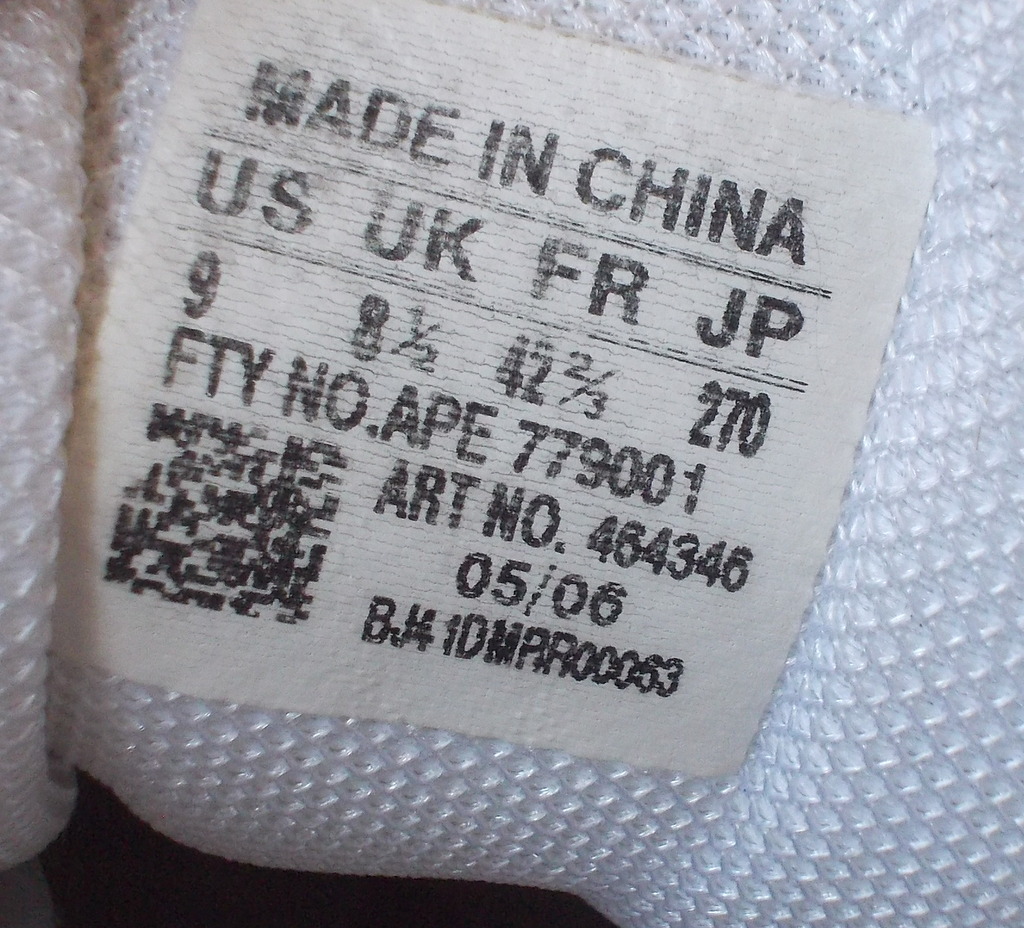 MADE IN CHINA
US UK FR JP
9 8½ 42⅔ 270
FTY NO.APE 779001
ART NO. 464346
05/06
BJ41DMRR00063